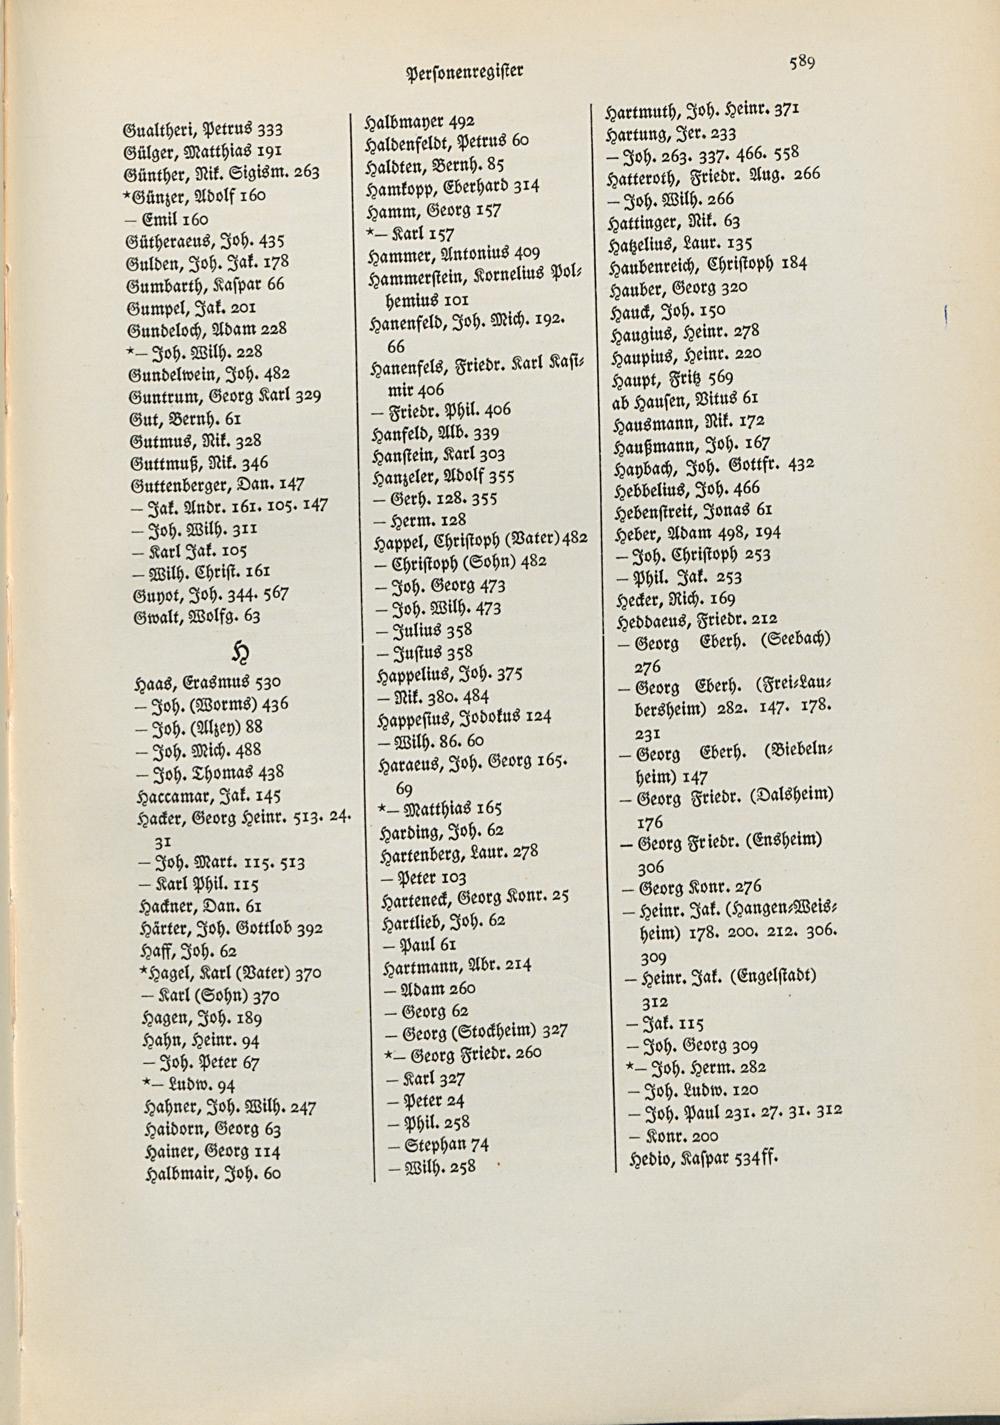 Personenregister
589
Gualtheri, Petrus 333
Gülger, Matthias 191
Günther, Nik. Sigism. 263
*Günzer, Adolf 160
– Emil 160
Gütheraeus, Joh. 435
Gulden, Joh. Jak. 178
Gumbarth, Kaspar 66
Gumpel, Jak. 201
Gundeloch, Adam 228
*– Joh. Wilh. 228
Gundelwein, Joh. 482
Guntrum, Georg Karl 329
Gut, Bernh. 61
Gutmus, Nik. 328
Guttmuß, Nik. 346
Guttenberger, Dan. 147
– Jak. Andr. 161. 105. 147
– Joh. Wilh. 311
– Karl Jak. 105
– Wilh. Christ. 161
Guyot, Joh. 344. 567
Gwalt, Wolfg. 63
H
Haas, Erasmus 530
– Joh. (Worms) 436
– Joh. (Alzey) 88
– Joh. Mich. 488
– Joh. Thomas 438
Haccamar, Jak. 145
Hacker, Georg Heinr. 513. 24.
31
– Joh. Mart. 115. 513
– Karl Phil. 115
Hackner, Dan. 61
Härter, Joh. Gottlob 392
Haff, Joh. 62
*Hagel, Karl (Vater) 370
– Karl (Sohn) 370
Hagen, Joh. 189
Hahn, Heinr. 94
– Joh. Peter 67
*– Ludw. 94
Hahner, Joh. Wilh. 247
Haidorn, Georg 63
Hainer, Georg 114
Halbmair, Joh. 60
Halbmayer 492
Haldenfeldt, Petrus 60
Haldten, Bernh. 85
Hamkopp, Eberhard 314
Hamm, Georg 157
*– Karl 157
Hammer, Antonius 409
Hammerstein, Kornelius Pol-
hemius 101
Hanenfeld, Joh. Mich. 192.
66
Hanenfels, Friedr. Karl Kasi-
mir 406
– Friedr. Phil. 406
Hanfeld, Alb. 339
Hanstein, Karl 303
Hanzeler, Adolf 355
– Gerh. 128. 355
– Herm. 128
Happel, Christoph (Vater) 482
– Christoph (Sohn) 482
– Joh. Georg 473
– Joh. Wilh. 473
– Julius 358
– Justus 358
Happelius, Joh. 375
– Nik. 380. 484
Happesius, Jodokus 124
– Wilh. 86. 60
Haraeus, Joh. Georg 165.
69
*– Matthias 165
Harding, Joh. 62
Hartenberg, Laur. 278
– Peter 103
Harteneck, Georg Konr. 25
Hartlieb, Joh. 62
– Paul 61
Hartmann, Abr. 214
– Adam 260
– Georg 62
– Georg (Stockheim) 327
*– Georg Friedr. 260
– Karl 327
– Peter 24
– Phil. 258
– Stephan 74
– Wilh. 258
Hartmuth, Joh. Heinr. 371
Hartung, Jer. 233
– Joh. 263. 337. 466. 558
Hatteroth, Friedr. Aug. 266
– Joh. Wilh. 266
Hattinger, Nik. 63
Hatzelius, Laur. 135
Haubenreich, Christoph 184
Hauber, Georg 320
Hauck, Joh. 150
Haugius, Heinr. 278
Haupius, Heinr. 220
Haupt, Fritz 569
ab Hausen, Vitus 61
Hausmann, Nik. 172
Haußmann, Joh. 167
Haybach, Joh. Gottfr. 432
Hebbelius, Joh. 466
Hebenstreit, Jonas 61
Heber, Adam 498, 194
– Joh. Christoph 253
– Phil. Jak. 253
Hecker, Rich. 169
Heddaeus, Friedr. 212
– Georg Eberh. (Seebach)
276
– Georg Eberh. (Frei-Lau-
bersheim) 282. 147. 178.
231
– Georg Eberh. (Biebeln-
heim) 147
– Georg Friedr. (Dalsheim)
176
– Georg Friedr. (Ensheim)
306
– Georg Konr. 276
– Heinr. Jak. (Hangen-Weis-
heim) 178. 200. 212. 306.
309
– Heinr. Jak. (Engelstadt)
312
– Jak. 115
– Joh. Georg 309
*– Joh. Herm. 282
– Joh. Ludw. 120
– Joh. Paul 231. 27. 31. 312
– Konr. 200
Hedio, Kaspar 534ff.